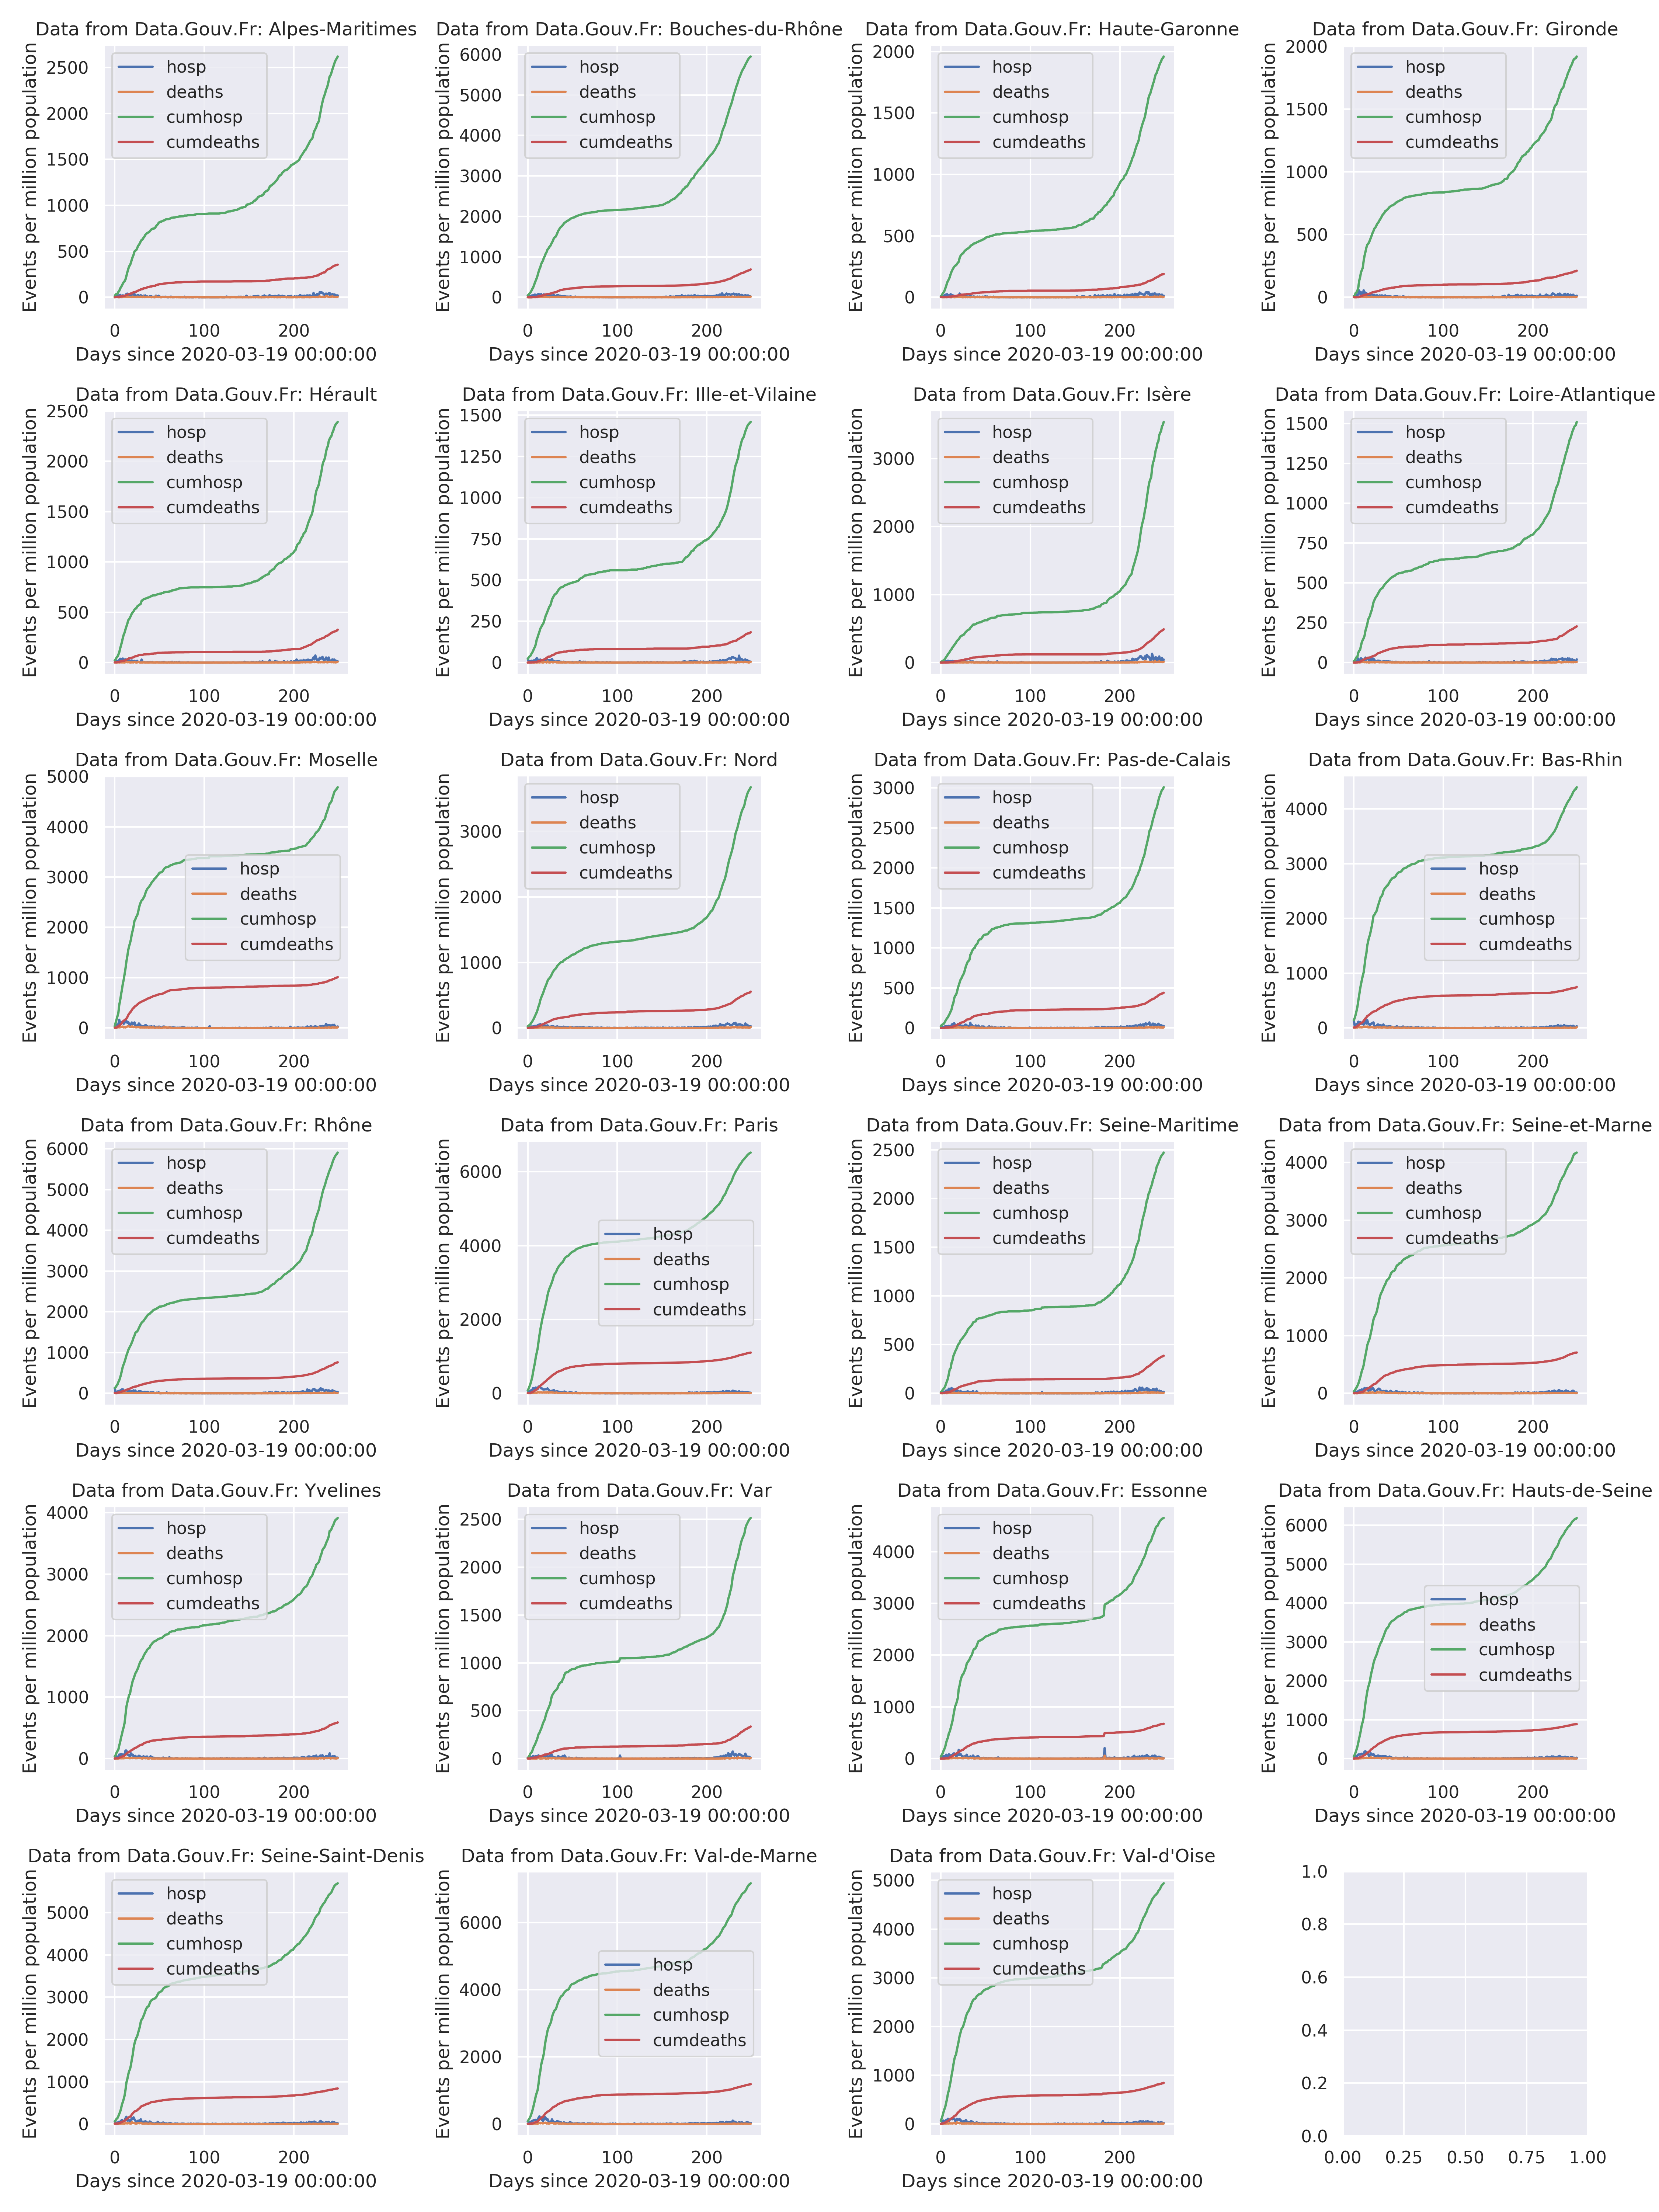 Data from Data.Gouv.Fr: Alpes-Maritimes
Events per million population
2500
2000
1500
1000
500
0
hosp
deaths
cumhosp
cumdeaths
0 100 200
Days since 2020-03-19 00:00:00
Data from Data.Gouv.Fr: Bouches-du-Rhône
Events per million population
6000
5000
4000
3000
2000
1000
0
hosp
deaths
cumhosp
cumdeaths
0 100 200
Days since 2020-03-19 00:00:00
Data from Data.Gouv.Fr: Haute-Garonne
Events per million population
2000
1500
1000
500
0
hosp
deaths
cumhosp
cumdeaths
0 100 200
Days since 2020-03-19 00:00:00
Data from Data.Gouv.Fr: Gironde
Events per million population
2000
1500
1000
500
0
hosp
deaths
cumhosp
cumdeaths
0 100 200
Days since 2020-03-19 00:00:00
Data from Data.Gouv.Fr: Hérault
Events per million population
2500
2000
1500
1000
500
0
hosp
deaths
cumhosp
cumdeaths
0 100 200
Days since 2020-03-19 00:00:00
Data from Data.Gouv.Fr: Ille-et-Vilaine
Events per million population
1500
1250
1000
750
500
250
0
hosp
deaths
cumhosp
cumdeaths
0 100 200
Days since 2020-03-19 00:00:00
Data from Data.Gouv.Fr: Isère
Events per million population
3000
2000
1000
0
hosp
deaths
cumhosp
cumdeaths
0 100 200
Days since 2020-03-19 00:00:00
Data from Data.Gouv.Fr: Loire-Atlantique
Events per million population
1500
1250
1000
750
500
250
0
hosp
deaths
cumhosp
cumdeaths
0 100 200
Days since 2020-03-19 00:00:00
Data from Data.Gouv.Fr: Moselle
Events per million population
5000
4000
3000
2000
1000
0
hosp
deaths
cumhosp
cumdeaths
0 100 200
Days since 2020-03-19 00:00:00
Data from Data.Gouv.Fr: Nord
Events per million population
3000
2000
1000
0
hosp
deaths
cumhosp
cumdeaths
0 100 200
Days since 2020-03-19 00:00:00
Data from Data.Gouv.Fr: Pas-de-Calais
Events per million population
3000
2500
2000
1500
1000
500
0
hosp
deaths
cumhosp
cumdeaths
0 100 200
Days since 2020-03-19 00:00:00
Data from Data.Gouv.Fr: Bas-Rhin
Events per million population
4000
3000
2000
1000
0
hosp
deaths
cumhosp
cumdeaths
0 100 200
Days since 2020-03-19 00:00:00
Data from Data.Gouv.Fr: Rhône
Events per million population
6000
5000
4000
3000
2000
1000
0
hosp
deaths
cumhosp
cumdeaths
0 100 200
Days since 2020-03-19 00:00:00
Data from Data.Gouv.Fr: Paris
Events per million population
6000
4000
2000
0
hosp
deaths
cumhosp
cumdeaths
0 100 200
Days since 2020-03-19 00:00:00
Data from Data.Gouv.Fr: Seine-Maritime
Events per million population
2500
2000
1500
1000
500
0
hosp
deaths
cumhosp
cumdeaths
0 100 200
Days since 2020-03-19 00:00:00
Data from Data.Gouv.Fr: Seine-et-Marne
Events per million population
4000
3000
2000
1000
0
hosp
deaths
cumhosp
cumdeaths
0 100 200
Days since 2020-03-19 00:00:00
Data from Data.Gouv.Fr: Yvelines
Events per million population
4000
3000
2000
1000
0
hosp
deaths
cumhosp
cumdeaths
0 100 200
Days since 2020-03-19 00:00:00
Data from Data.Gouv.Fr: Var
Events per million population
2500
2000
1500
1000
500
0
hosp
deaths
cumhosp
cumdeaths
0 100 200
Days since 2020-03-19 00:00:00
Data from Data.Gouv.Fr: Essonne
Events per million population
4000
3000
2000
1000
0
hosp
deaths
cumhosp
cumdeaths
0 100 200
Days since 2020-03-19 00:00:00
Data from Data.Gouv.Fr: Hauts-de-Seine
Events per million population
6000
5000
4000
3000
2000
1000
0
hosp
deaths
cumhosp
cumdeaths
0 100 200
Days since 2020-03-19 00:00:00
Data from Data.Gouv.Fr: Seine-Saint-Denis
Events per million population
5000
4000
3000
2000
1000
0
hosp
deaths
cumhosp
cumdeaths
0 100 200
Days since 2020-03-19 00:00:00
Data from Data.Gouv.Fr: Val-de-Marne
Events per million population
6000
4000
2000
0
hosp
deaths
cumhosp
cumdeaths
0 100 200
Days since 2020-03-19 00:00:00
Data from Data.Gouv.Fr: Val-d'Oise
Events per million population
5000
4000
3000
2000
1000
0
hosp
deaths
cumhosp
cumdeaths
0 100 200
Days since 2020-03-19 00:00:00
1.0
0.8
0.6
0.4
0.2
0.0
0.00 0.25 0.50 0.75 1.00